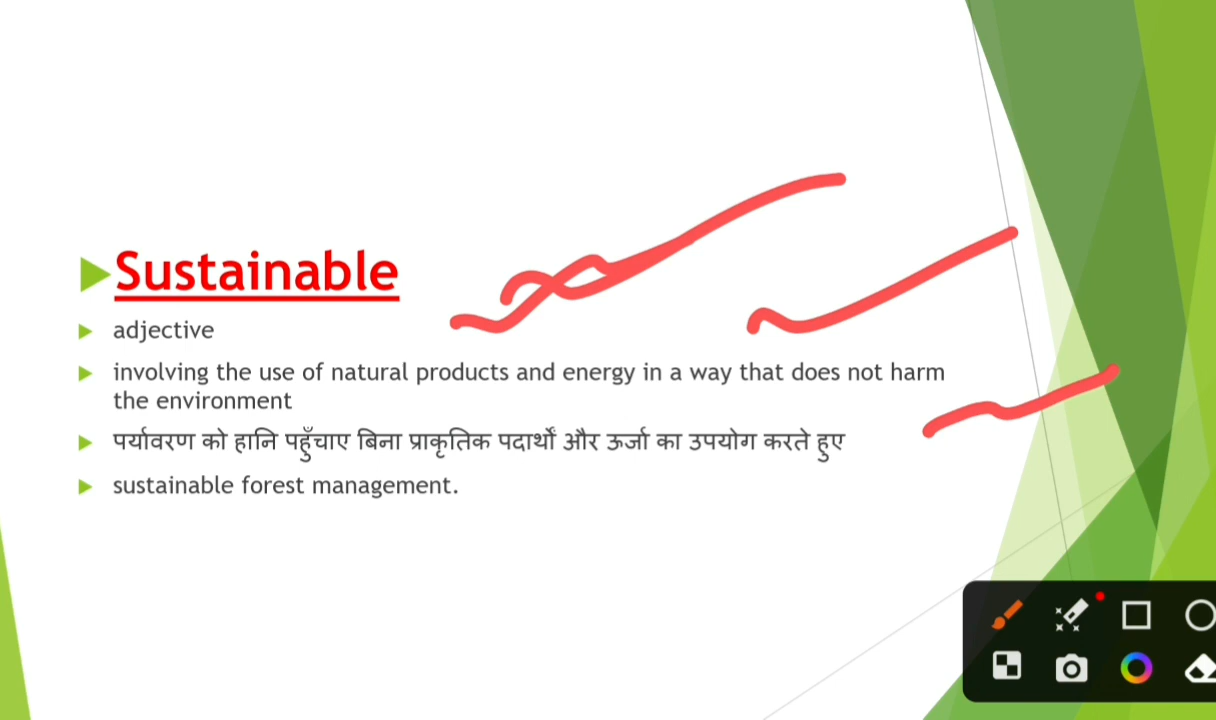 Sustainable
adjective
involving the use of natural products and energy in a way that does not harm
the environment
पर्यावरण को हानि पहुँचाए बिना प्राकृतिक पदार्थों और ऊर्जा का उपयोग करते हुए
sustainable forest management.